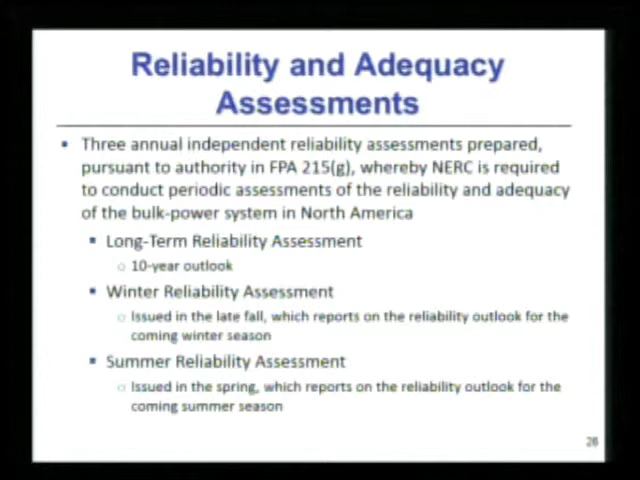 Reliability and Adequacy
Assessments
▪ Three annual independent reliability assessments prepared,
pursuant to authority in FPA 215(g), whereby NERC is required
to conduct periodic assessments of the reliability and adequacy
of the bulk-power system in North America
▪ Long-Term Reliability Assessment
○ 10-year outlook
▪ Winter Reliability Assessment
○ Issued in the late fall, which reports on the reliability outlook for the
coming winter season
▪ Summer Reliability Assessment
○ Issued in the spring, which reports on the reliability outlook for the
coming summer season
26